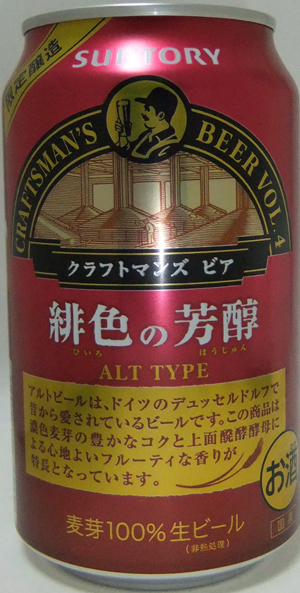 限定醸造
SUNTORY
CRAFTSMAN'S BEER VOL.4
クラフトマンズ ビア
緋色の芳醇
ひいろ ほうじゅん
ALT TYPE
アルトビールは、ドイツのデュッセルドルフで
昔から愛されているビールです。この商品は
濃色麦芽の豊かなコクと上面醗酵酵母に
よる心地よいフルーティな香りが
特長となっています。
お酒
麦芽100%生ビール
(非熱処理)